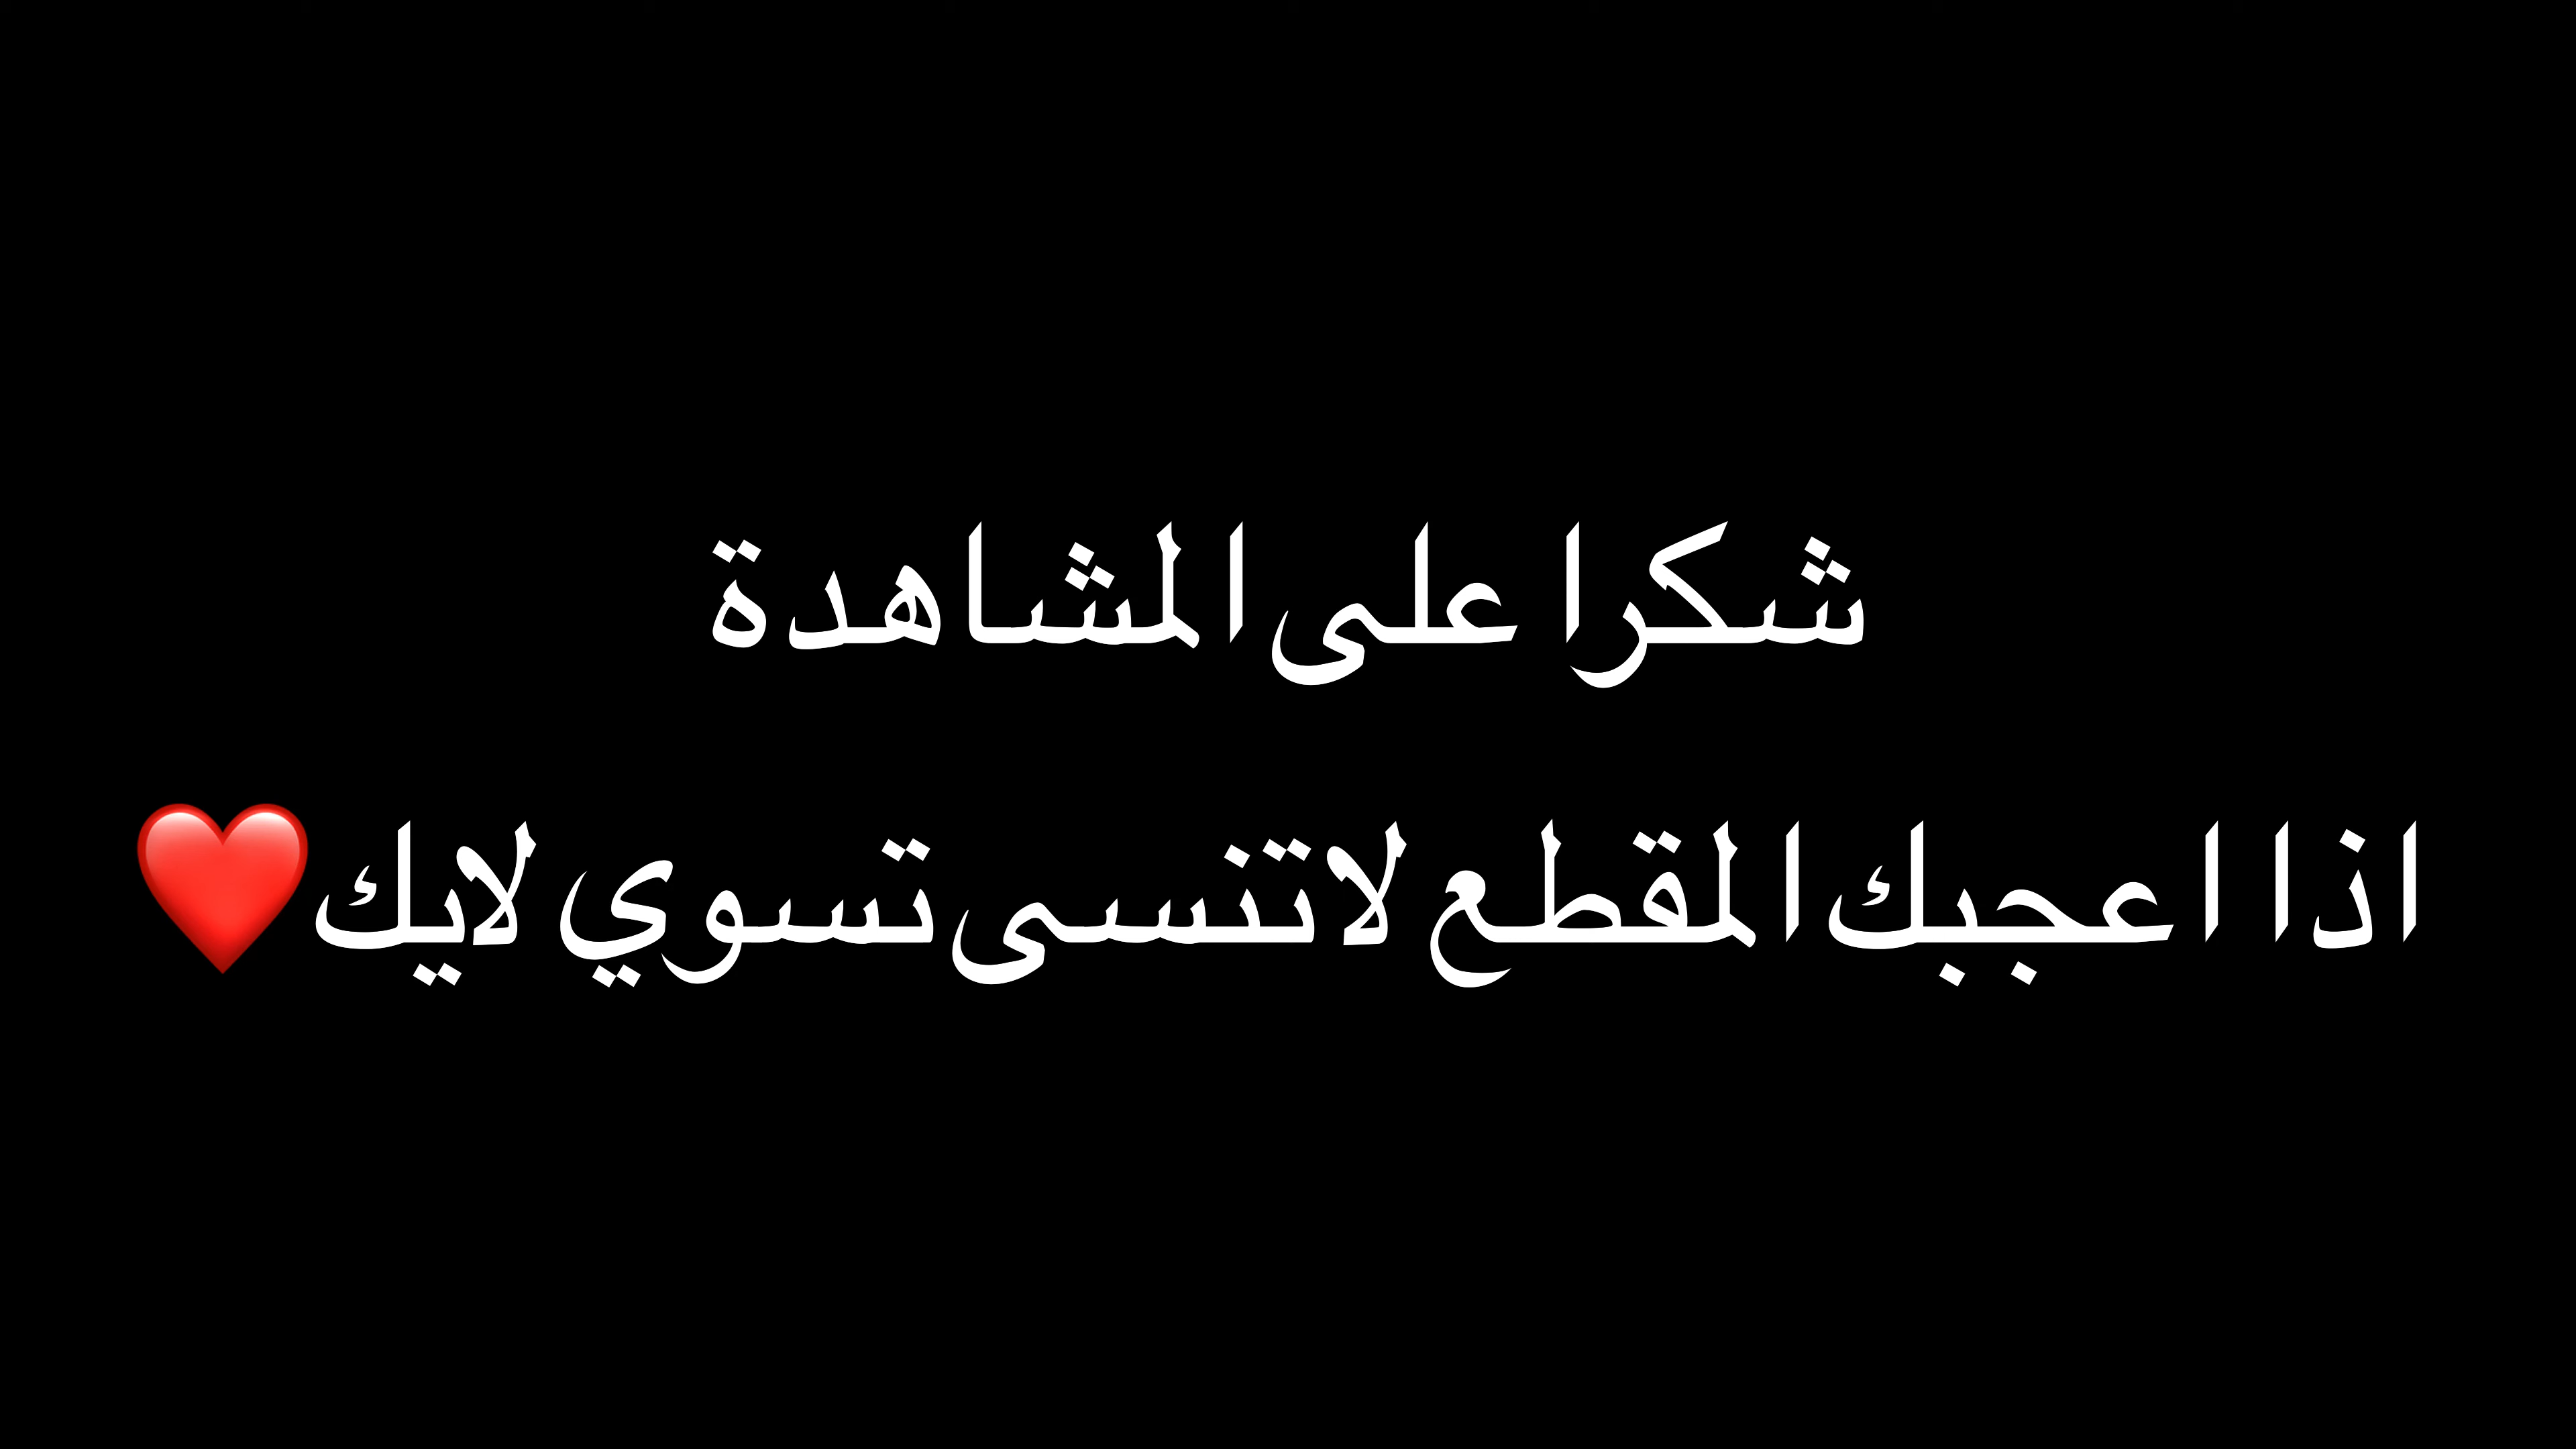 شكرا على المشاهدة
اذا اعجبك المقطع لاتنسى تسوي لايك❤️